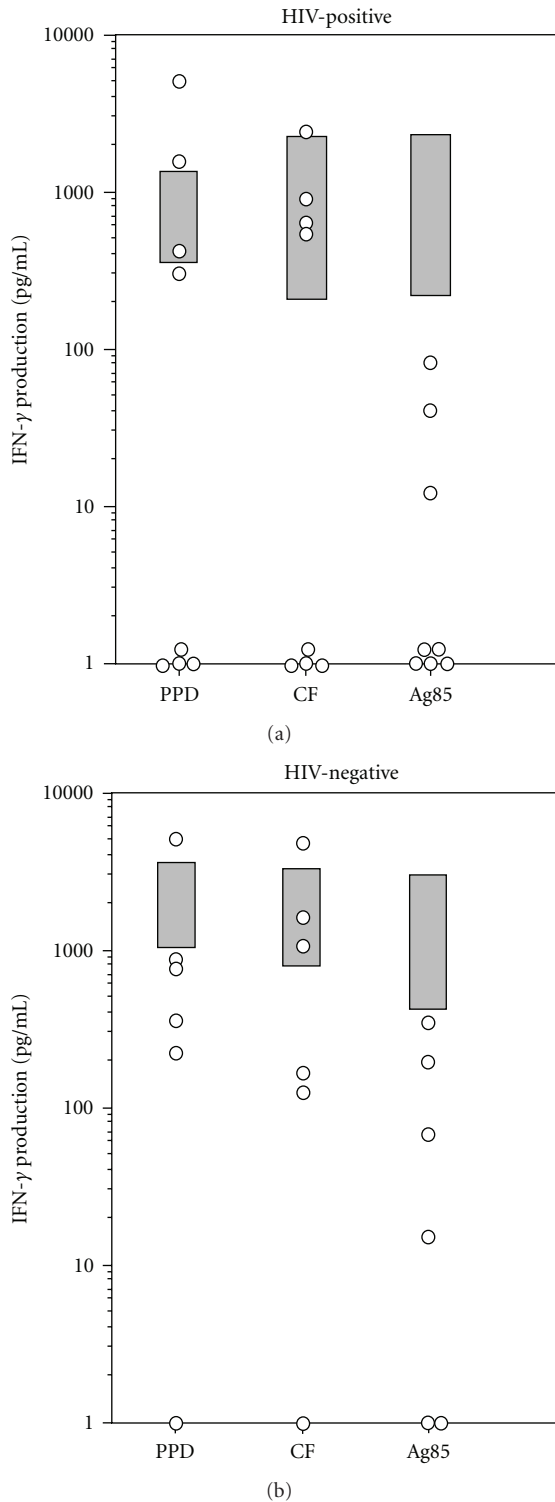 HIV-positive
10000
1000
100
10
1
IFN-γ production (pg/mL)
PPD CF Ag85
(a)
HIV-negative
10000
1000
100
10
1
IFN-γ production (pg/mL)
PPD CF Ag85
(b)